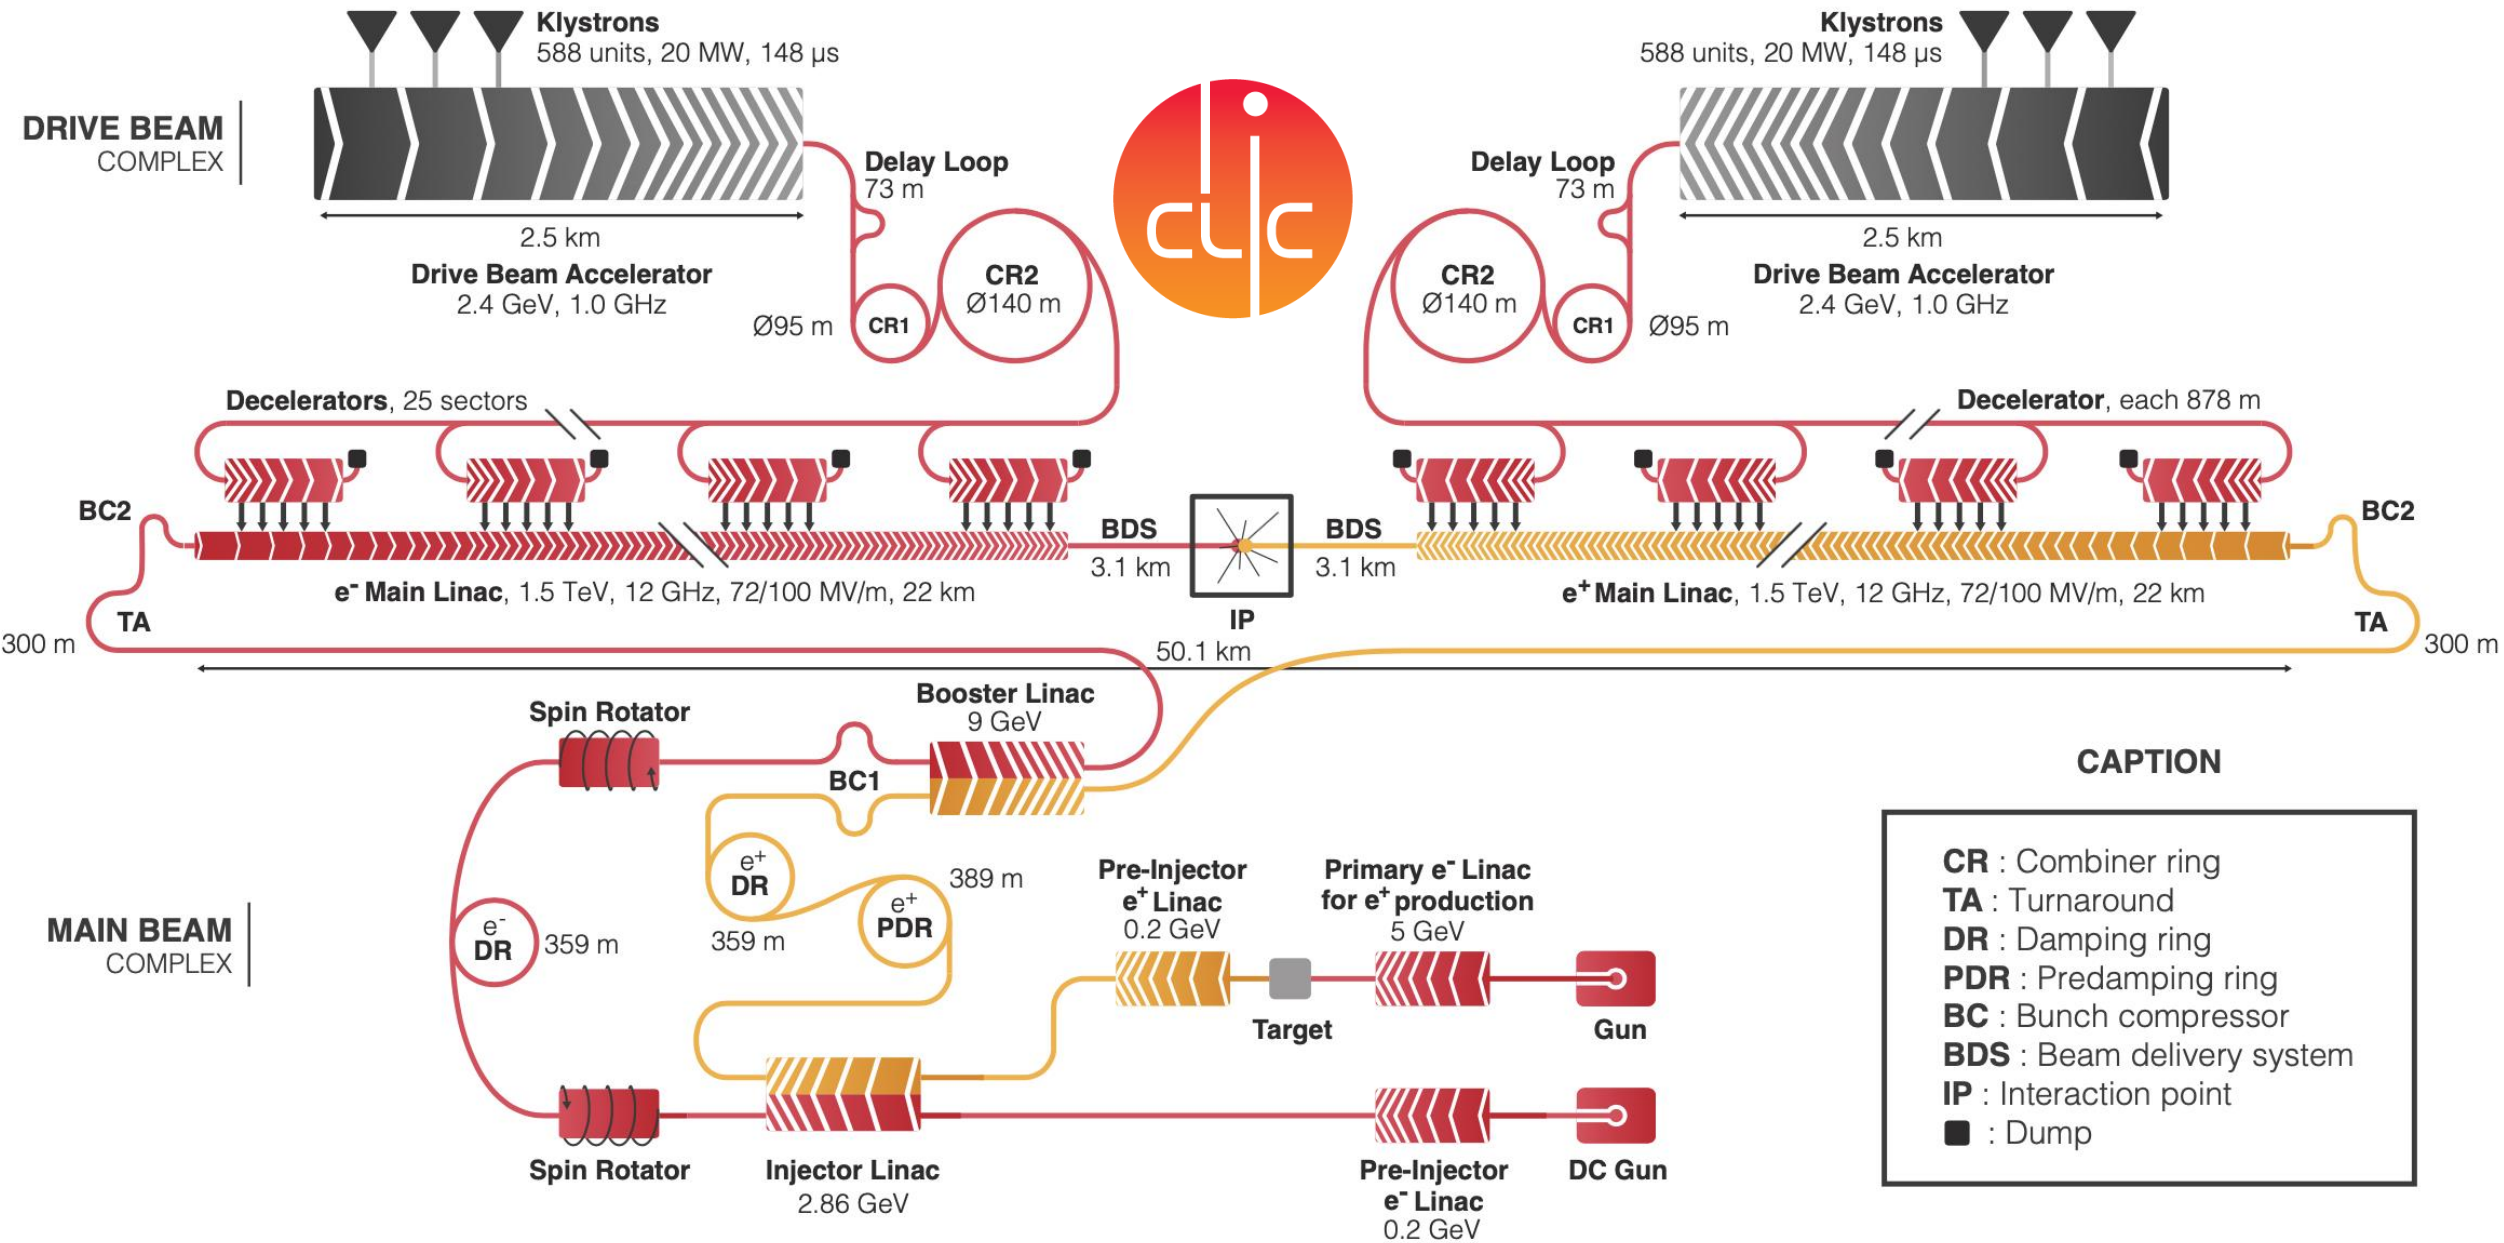 Klystrons
588 units, 20 MW, 148 µs
Klystrons
588 units, 20 MW, 148 µs
DRIVE BEAM
COMPLEX
clic
Delay Loop
73 m
Delay Loop
73 m
2.5 km
Drive Beam Accelerator
2.4 GeV, 1.0 GHz
2.5 km
Drive Beam Accelerator
2.4 GeV, 1.0 GHz
CR2
Ø140 m
CR2
Ø140 m
Ø95 m
CR1
CR1
Ø95 m
Decelerators, 25 sectors
Decelerator, each 878 m
BC2
BDS
3.1 km
BDS
3.1 km
BC2
e⁻ Main Linac, 1.5 TeV, 12 GHz, 72/100 MV/m, 22 km
e⁺ Main Linac, 1.5 TeV, 12 GHz, 72/100 MV/m, 22 km
TA
300 m
IP
50.1 km
TA
300 m
Spin Rotator
Booster Linac
9 GeV
BC1
MAIN BEAM
COMPLEX
e⁻
DR
359 m
e⁺
DR
359 m
e⁺
PDR
389 m
Pre-Injector
e⁺ Linac
0.2 GeV
Primary e⁻ Linac
for e⁺ production
5 GeV
Target
Gun
Spin Rotator
Injector Linac
2.86 GeV
Pre-Injector
e⁻ Linac
0.2 GeV
DC Gun
CAPTION
CR : Combiner ring
TA : Turnaround
DR : Damping ring
PDR : Predamping ring
BC : Bunch compressor
BDS : Beam delivery system
IP : Interaction point
: Dump